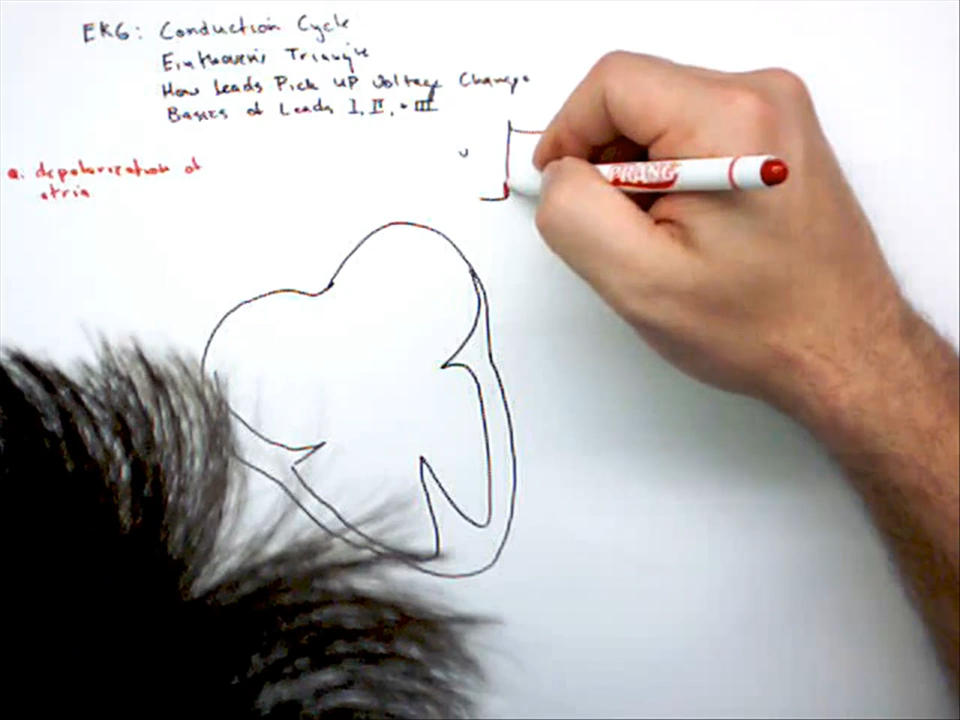 EKG: Conduction Cycle
Einthoven's Triangle
How Leads Pick UP Voltage Change
Basics of Leads I, II, + III
a. depolarization of
atria
PRANG